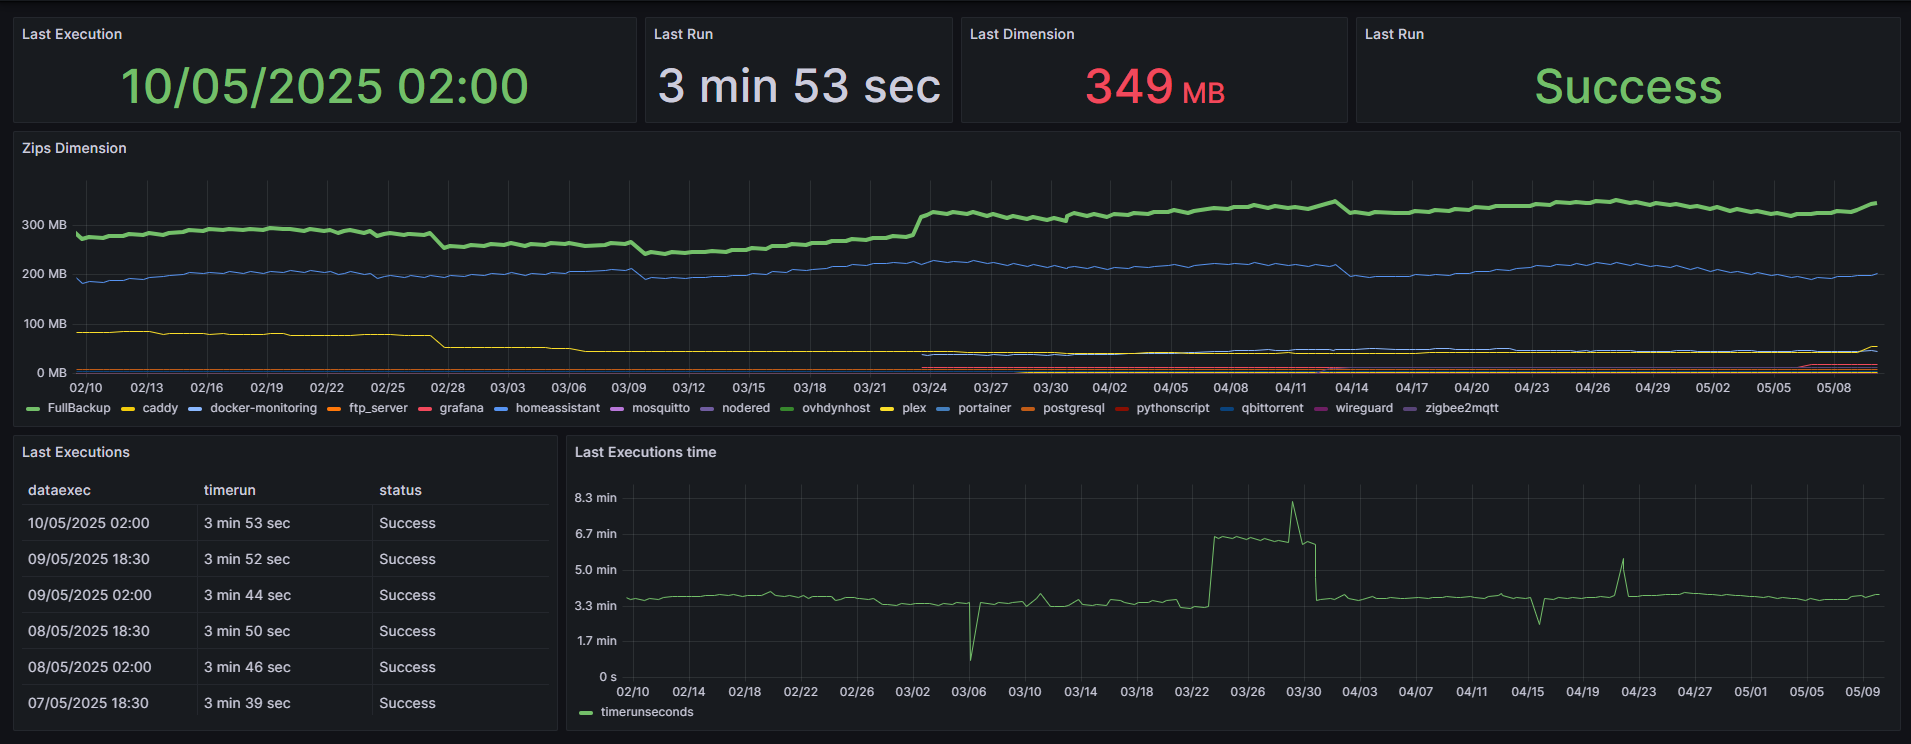 Last Execution
10/05/2025 02:00
Last Run
3 min 53 sec
Last Dimension
349 MB
Last Run
Success
Zips Dimension
300 MB
200 MB
100 MB
0 MB
02/10 02/13 02/16 02/19 02/22 02/25 02/28 03/03 03/06 03/09 03/12 03/15 03/18 03/21 03/24 03/27 03/30 04/02 04/05 04/08 04/11 04/14 04/17 04/20 04/23 04/26 04/29 05/02 05/05 05/08
FullBackup caddy docker-monitoring ftp_server grafana homeassistant mosquitto nodered ovhdynhost plex portainer postgresql pythonscript qbittorrent wireguard zigbee2mqtt
Last Executions
dataexec timerun status
10/05/2025 02:00 3 min 53 sec Success
09/05/2025 18:30 3 min 52 sec Success
09/05/2025 02:00 3 min 44 sec Success
08/05/2025 18:30 3 min 50 sec Success
08/05/2025 02:00 3 min 46 sec Success
07/05/2025 18:30 3 min 39 sec Success
Last Executions time
8.3 min
6.7 min
5.0 min
3.3 min
1.7 min
0 s
02/10 02/14 02/18 02/22 02/26 03/02 03/06 03/10 03/14 03/18 03/22 03/26 03/30 04/03 04/07 04/11 04/15 04/19 04/23 04/27 05/01 05/05 05/09
timerunseconds